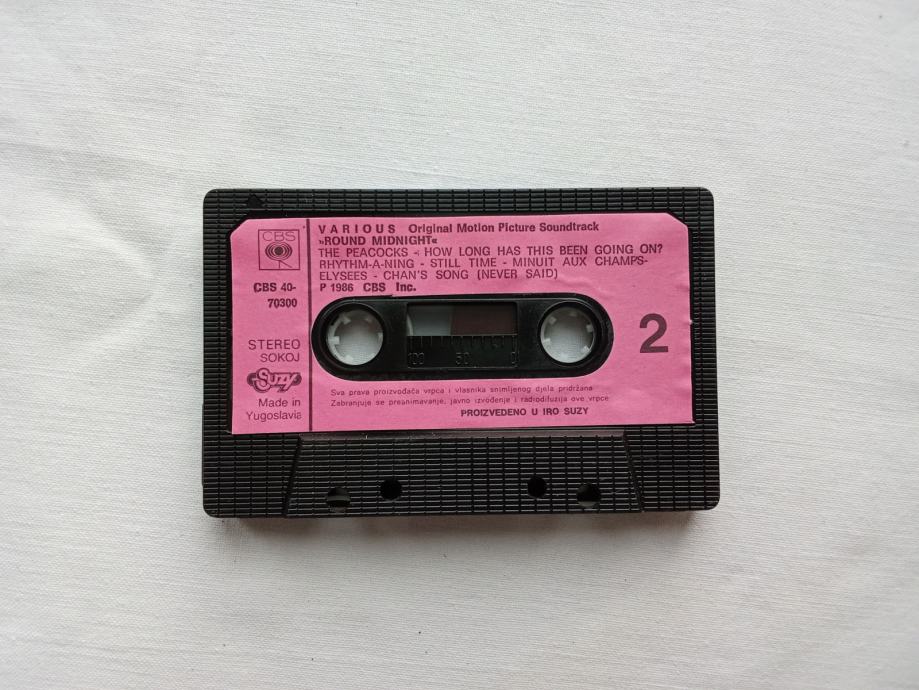 CBS
CBS 40-
70300
STEREO
SOKOJ
Suzy
Made in
Yugoslavia
VARIOUS Original Motion Picture Soundtrack
»ROUND MIDNIGHT«
THE PEACOCKS - HOW LONG HAS THIS BEEN GOING ON?
RHYTHM-A-NING - STILL TIME - MINUIT AUX CHAMPS-
ELYSEES - CHAN'S SONG (NEVER SAID)
P 1986 CBS Inc.
100 50 0
2
Sva prava proizvođača vrpca i vlasnika snimljenog djela pridržana
Zabranjuje se presnimavanje, javno izvođenje i radiodifuzija ove vrpce
PROIZVEDENO U IRO SUZY